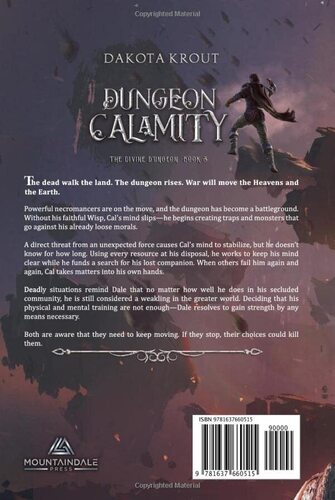 Copyrighted Material
DAKOTA KROUT
DUNGEON
CALAMITY
THE DIVINE DUNGEON BOOK 3
The dead walk the land. The dungeon rises. War will move the Heavens and
the Earth.
Powerful necromancers are on the move, and the dungeon has become a battleground.
Without his faithful Wisp, Cal's mind slips—he begins creating traps and monsters that
go against his already loose morals.
A direct threat from an unexpected force causes Cal's mind to stabilize, but he doesn't
know for how long. Using every resource at his disposal, he works to keep his mind
clear while he funds a search for his lost companion. When others fail him again and
again, Cal takes matters into his own hands.
Deadly situations remind Dale that no matter how well he does in his secluded
community, he is still considered a weakling in the greater world. Deciding that his
physical and mental training are not enough—Dale resolves to gain strength by any
means necessary.
Both are aware that they need to keep moving. If they stop, their choices could kill
them.
MOUNTAINDALE
PRESS
ISBN 9781637660515
90000
9 781637 660515
Copyrighted Material